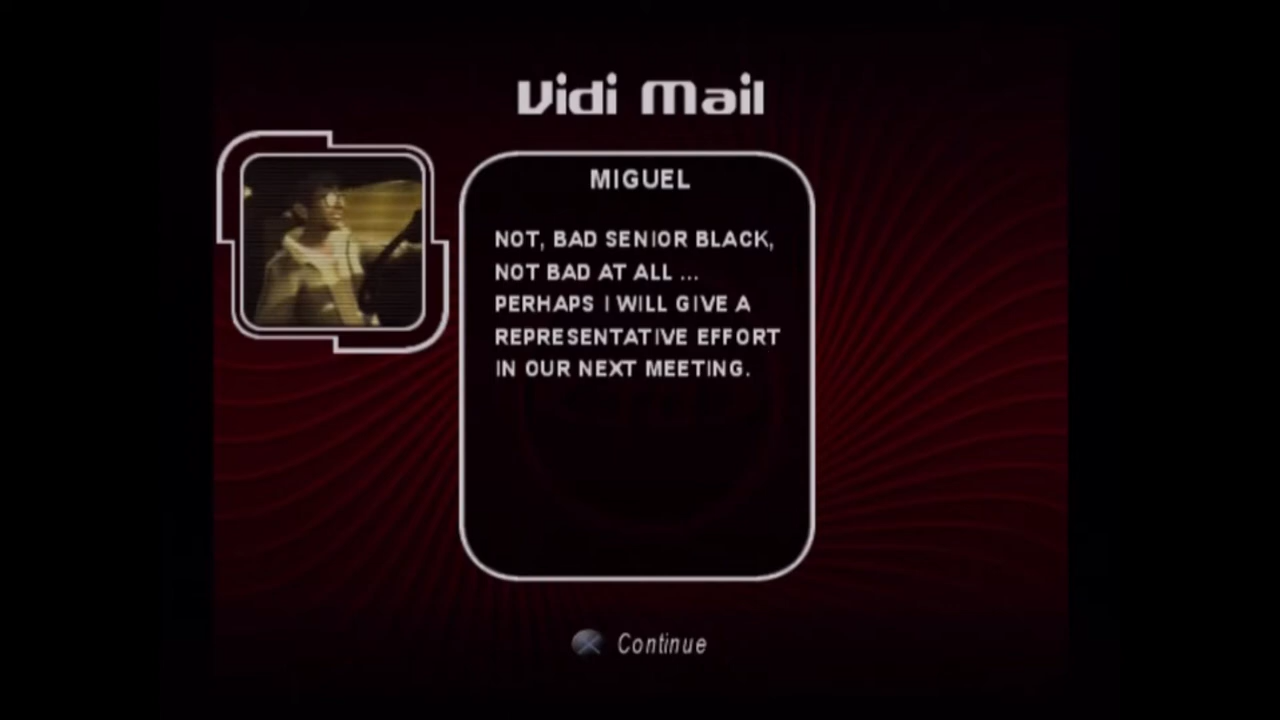 Vidi Mail
MIGUEL
NOT, BAD SENIOR BLACK,
NOT BAD AT ALL ...
PERHAPS I WILL GIVE A
REPRESENTATIVE EFFORT
IN OUR NEXT MEETING.
Continue